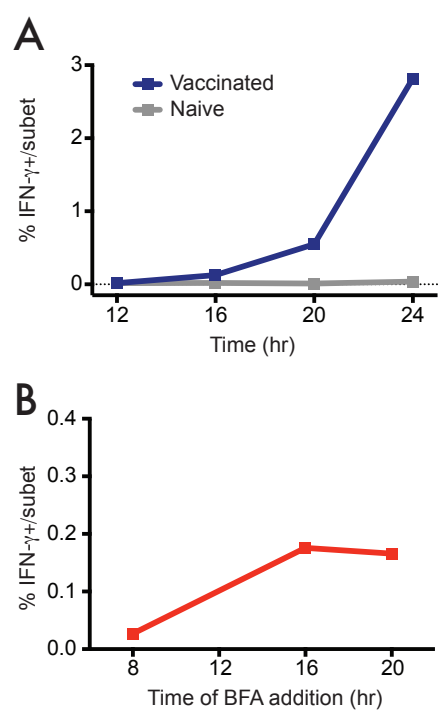 A
3
Vaccinated
Naive
2
% IFN-γ+/subet
1
0
12 16 20 24
Time (hr)
B
0.4
0.3
% IFN-γ+/subet
0.2
0.1
0.0
8 12 16 20
Time of BFA addition (hr)